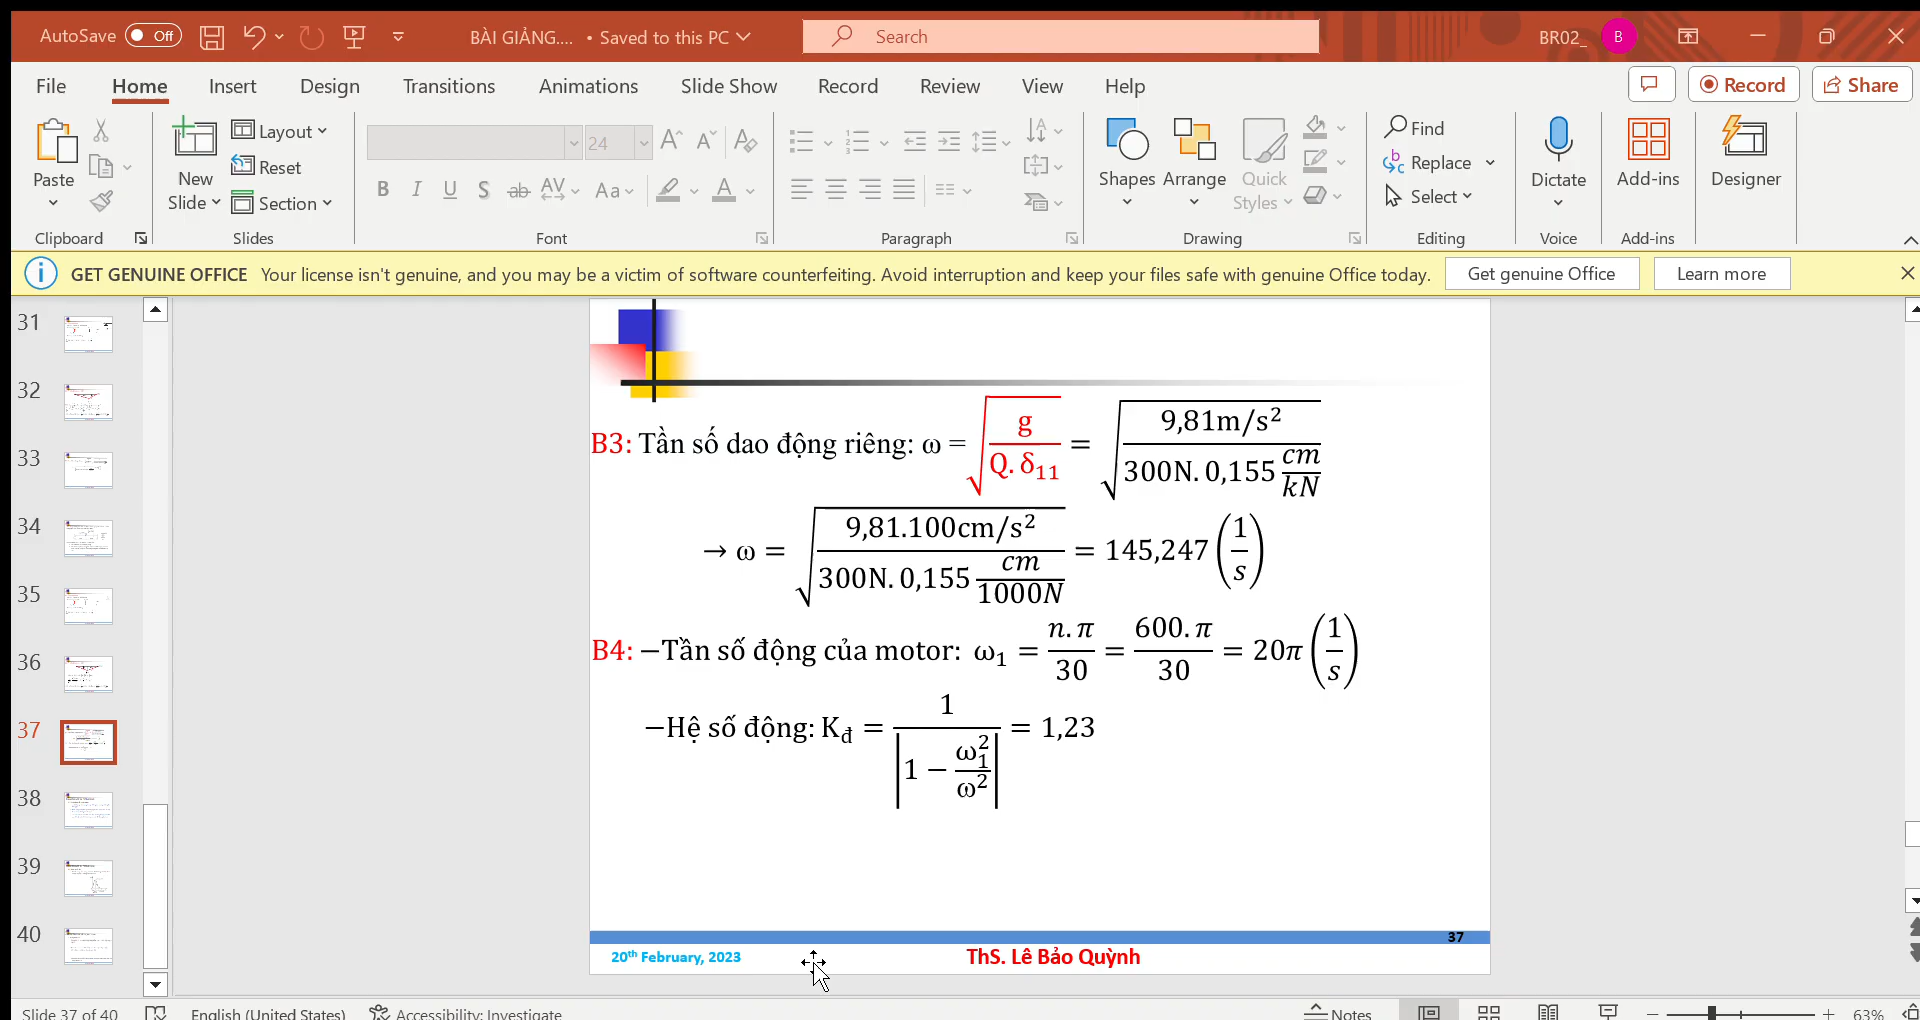 AutoSave Off BÀI GIẢNG.... • Saved to this PC Search BR02_ B
File Home Insert Design Transitions Animations Slide Show Record Review View Help Record Share
Paste New Slide Layout Reset Section 24 B I U S ab AV Aa A Shapes Arrange Quick Styles Find Replace Select Dictate Add-ins Designer
Clipboard Slides Font Paragraph Drawing Editing Voice Add-ins
GET GENUINE OFFICE Your license isn't genuine, and you may be a victim of software counterfeiting. Avoid interruption and keep your files safe with genuine Office today. Get genuine Office Learn more
31
32
33
34
35
36
37
38
39
40
B3: Tần số dao động riêng: ω = √(g / (Q. δ₁₁)) = √(9,81m/s² / (300N. 0,155 cm/kN))
→ ω = √(9,81.100cm/s² / (300N. 0,155 cm/1000N)) = 145,247 (1/s)
B4: −Tần số động của motor: ω₁ = n.π/30 = 600.π/30 = 20π (1/s)
−Hệ số động: Kđ = 1 / |1 − ω₁²/ω²| = 1,23
37
20th February, 2023 ThS. Lê Bảo Quỳnh
Slide 37 of 40 English (United States) Accessibility: Investigate Notes 63%